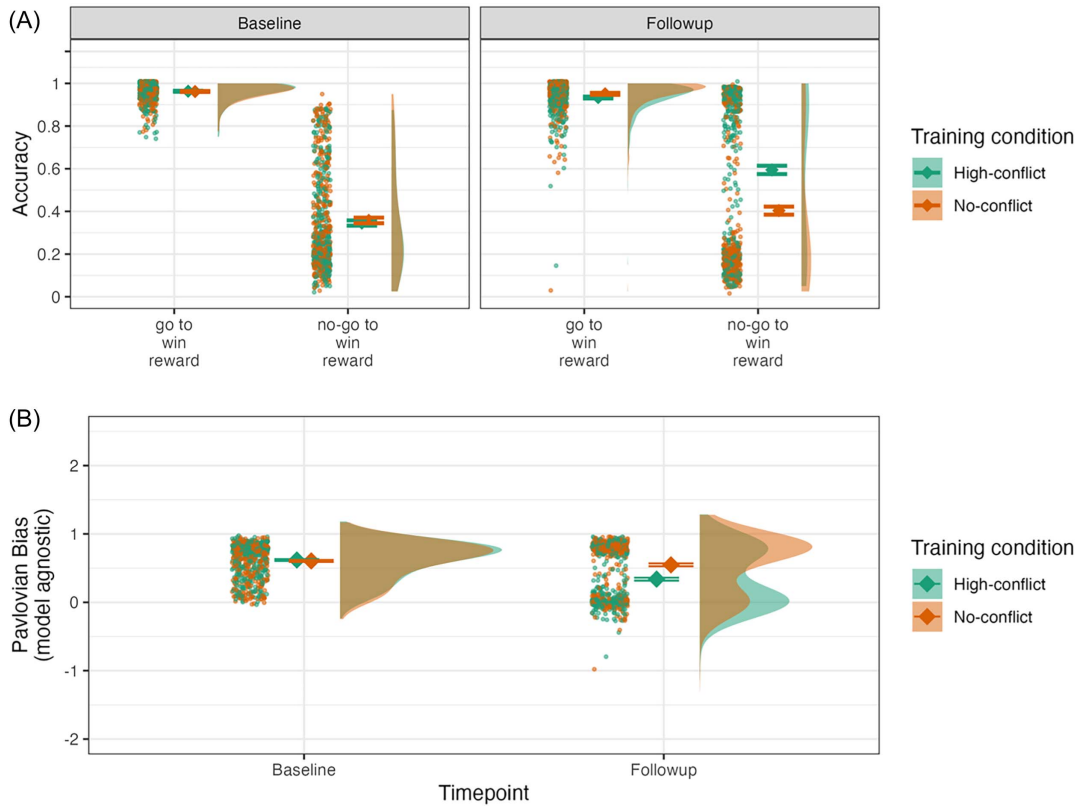 (A)
Baseline
Followup
Accuracy
1
0.8
0.6
0.4
0.2
0
go to
win
reward
no-go to
win
reward
go to
win
reward
no-go to
win
reward
Training condition
High-conflict
No-conflict
(B)
Pavlovian Bias
(model agnostic)
2
1
0
-1
-2
Baseline
Followup
Timepoint
Training condition
High-conflict
No-conflict